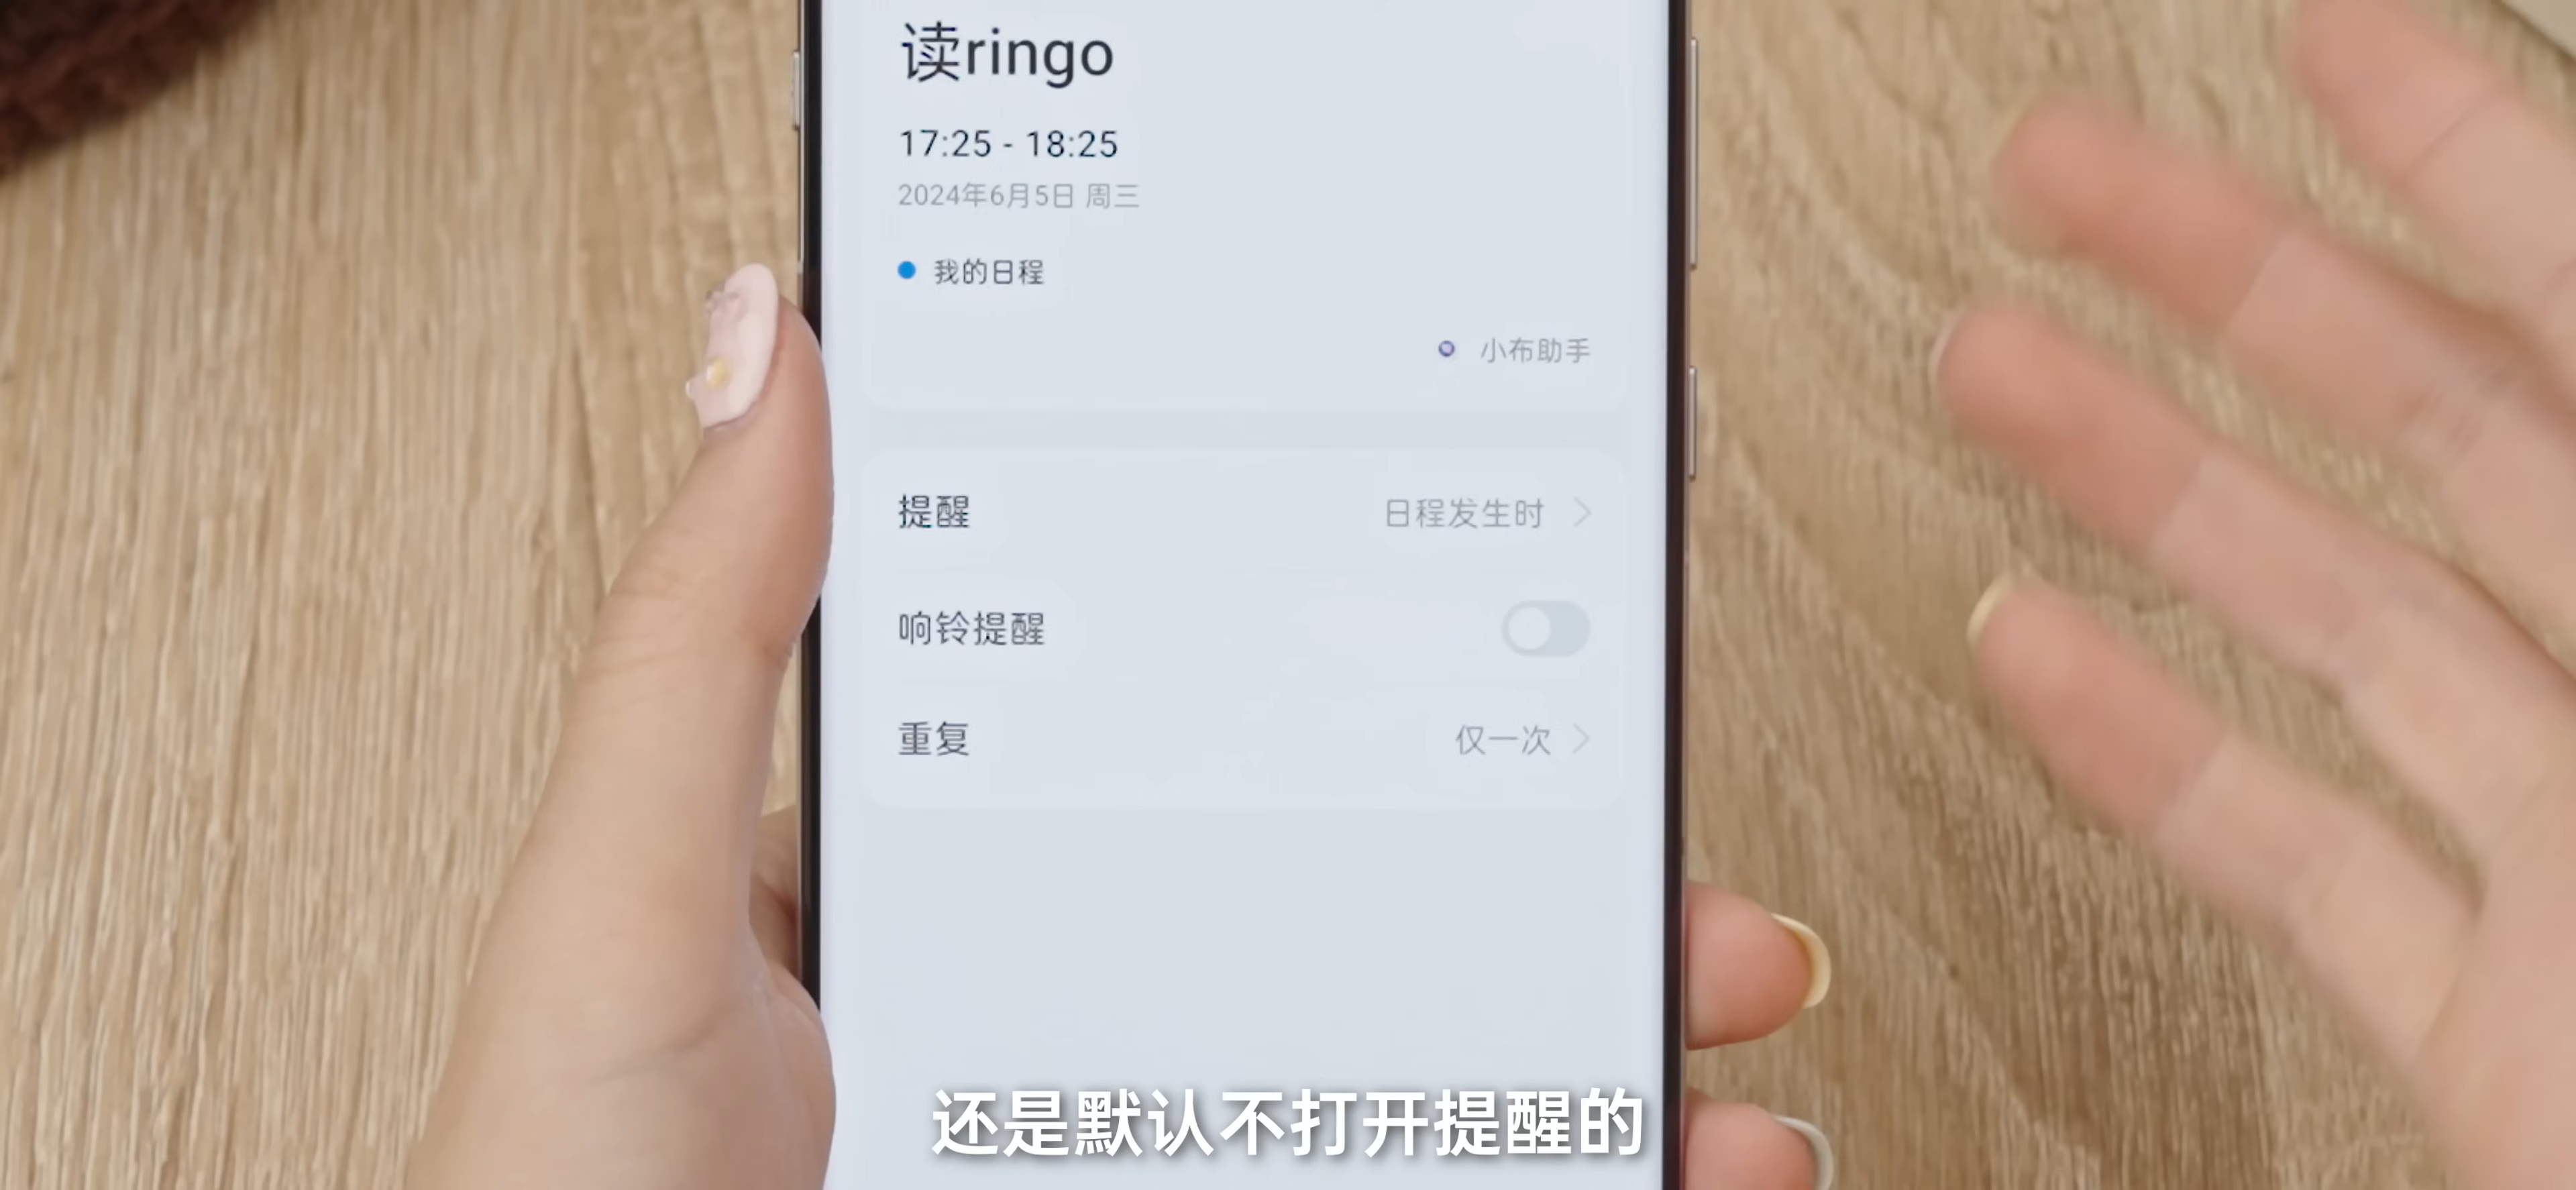 读ringo
17:25 - 18:25
2024年6月5日 周三
我的日程
小布助手
提醒 日程发生时
响铃提醒
重复 仅一次
还是默认不打开提醒的